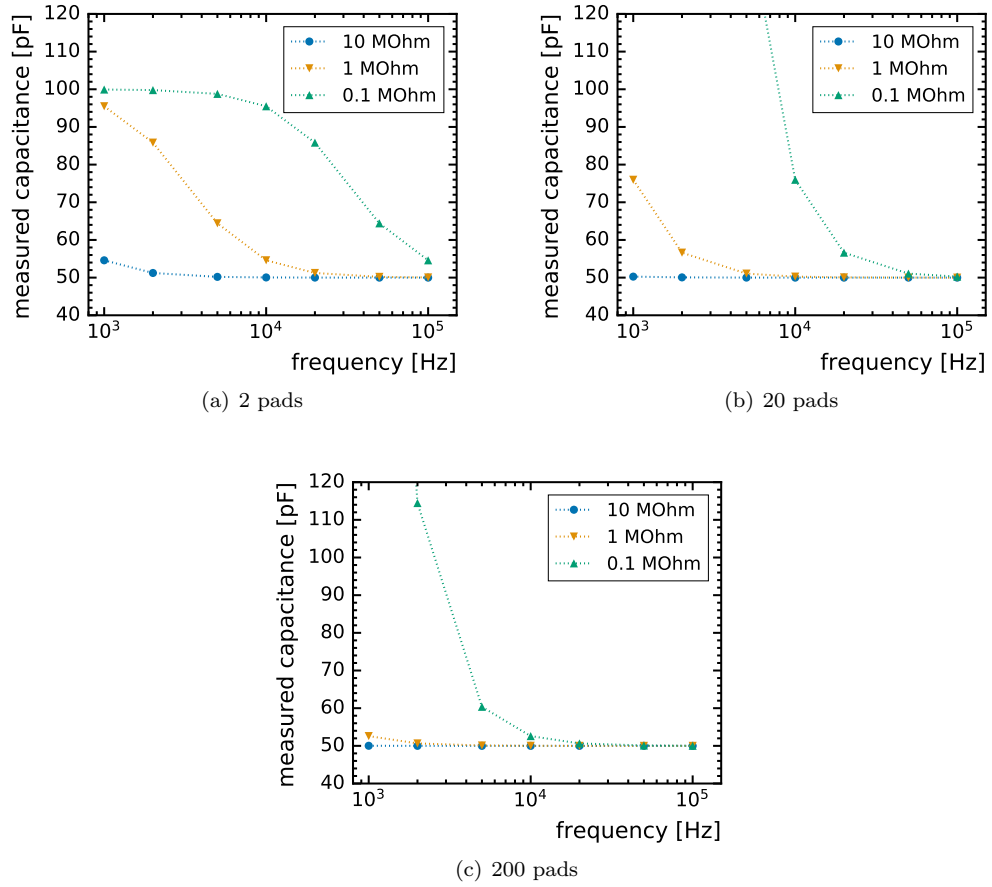 measured capacitance [pF]
120
110
100
90
80
70
60
50
40
10 MOhm
1 MOhm
0.1 MOhm
10³ 10⁴ 10⁵
frequency [Hz]
(a) 2 pads
measured capacitance [pF]
120
110
100
90
80
70
60
50
40
10 MOhm
1 MOhm
0.1 MOhm
10³ 10⁴ 10⁵
frequency [Hz]
(b) 20 pads
measured capacitance [pF]
120
110
100
90
80
70
60
50
40
10 MOhm
1 MOhm
0.1 MOhm
10³ 10⁴ 10⁵
frequency [Hz]
(c) 200 pads